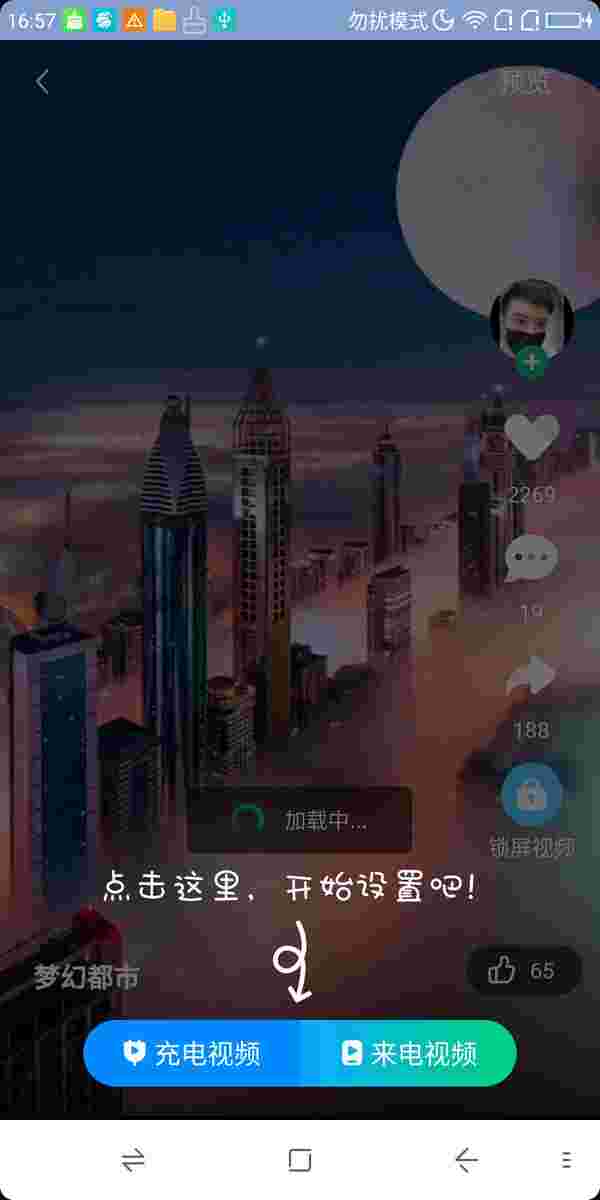 16:57 勿扰模式
预览
2269
19
188
加载中...
锁屏视频
点击这里，开始设置吧！
梦幻都市
65
充电视频
来电视频